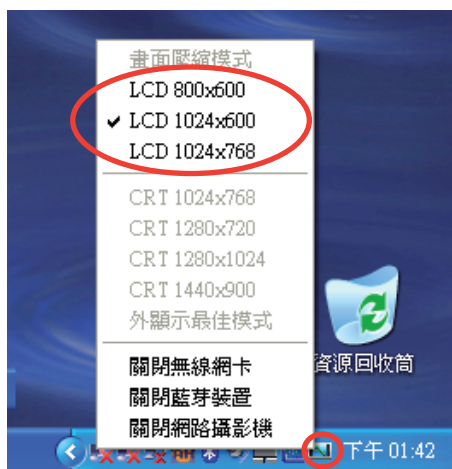 畫面壓縮模式
LCD 800x600
LCD 1024x600
LCD 1024x768
CRT 1024x768
CRT 1280x720
CRT 1280x1024
CRT 1440x900
外顯示最佳模式
關閉無線網卡
關閉藍芽裝置
關閉網路攝影機
資源回收筒
下午 01:42